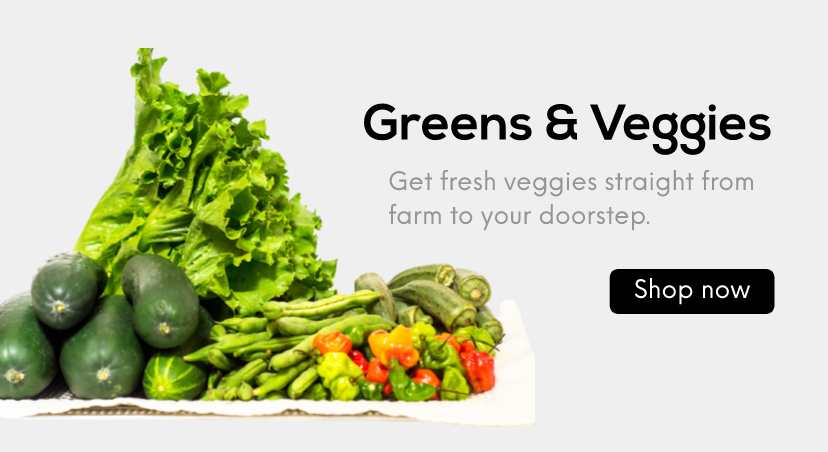 Greens & Veggies
Get fresh veggies straight from
farm to your doorstep.
Shop now